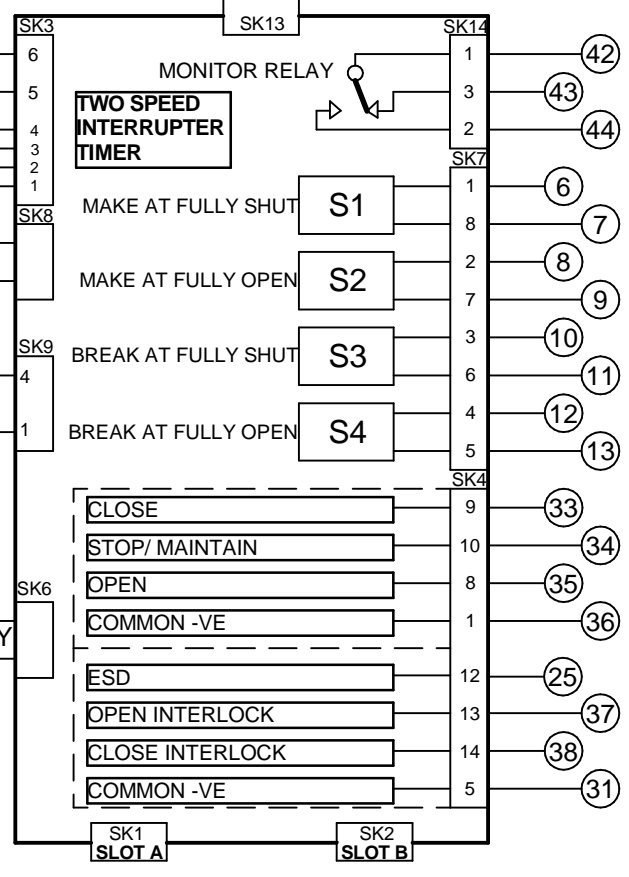 SK3
SK13
SK14
6
MONITOR RELAY
1
42
5
3
43
TWO SPEED
INTERRUPTER
TIMER
4
3
2
1
2
44
SK7
MAKE AT FULLY SHUT
S1
1
6
8
7
SK8
MAKE AT FULLY OPEN
S2
2
8
7
9
SK9
4
1
BREAK AT FULLY SHUT
S3
3
10
6
11
BREAK AT FULLY OPEN
S4
4
12
5
13
SK4
CLOSE
9
33
STOP/ MAINTAIN
10
34
SK6
OPEN
8
35
COMMON -VE
1
36
Y
ESD
12
25
OPEN INTERLOCK
13
37
CLOSE INTERLOCK
14
38
COMMON -VE
5
31
SK1
SLOT A
SK2
SLOT B